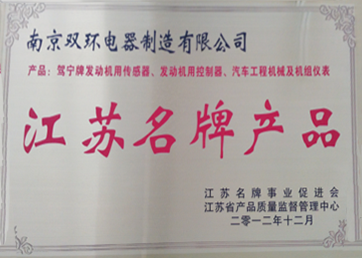 南京双环电器制造有限公司
产品：驾宁牌发动机用传感器、发动机用控制器、汽车工程机械及机组仪表
江苏名牌产品
江苏名牌事业促进会
江苏省产品质量监督管理中心
二零一二年十二月